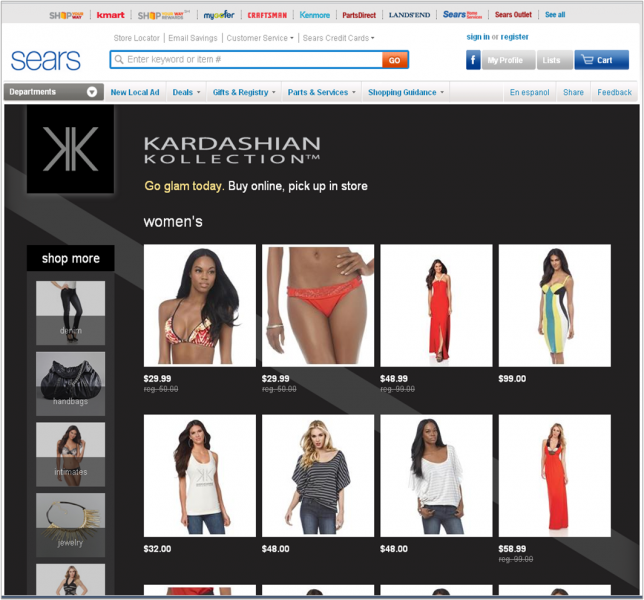 SHOP YOUR WAY kmart SHOP YOUR WAY REWARDS mygofer CRAFTSMAN Kenmore PartsDirect LANDS'END Sears Home Services Sears Outlet See all
Store Locator Email Savings Customer Service Sears Credit Cards
sign in or register
sears
Enter keyword or item #
GO
f
My Profile
Lists
Cart
Departments
New Local Ad Deals Gifts & Registry Parts & Services Shopping Guidance
En espanol Share Feedback
KK
KARDASHIAN
KOLLECTION™
Go glam today. Buy online, pick up in store
women's
shop more
denim
handbags
intimates
jewelry
$29.99
reg. 50.00
$29.99
reg. 50.00
$48.99
reg. 99.00
$99.00
KK
$32.00
$48.00
$48.00
$58.99
reg. 99.00